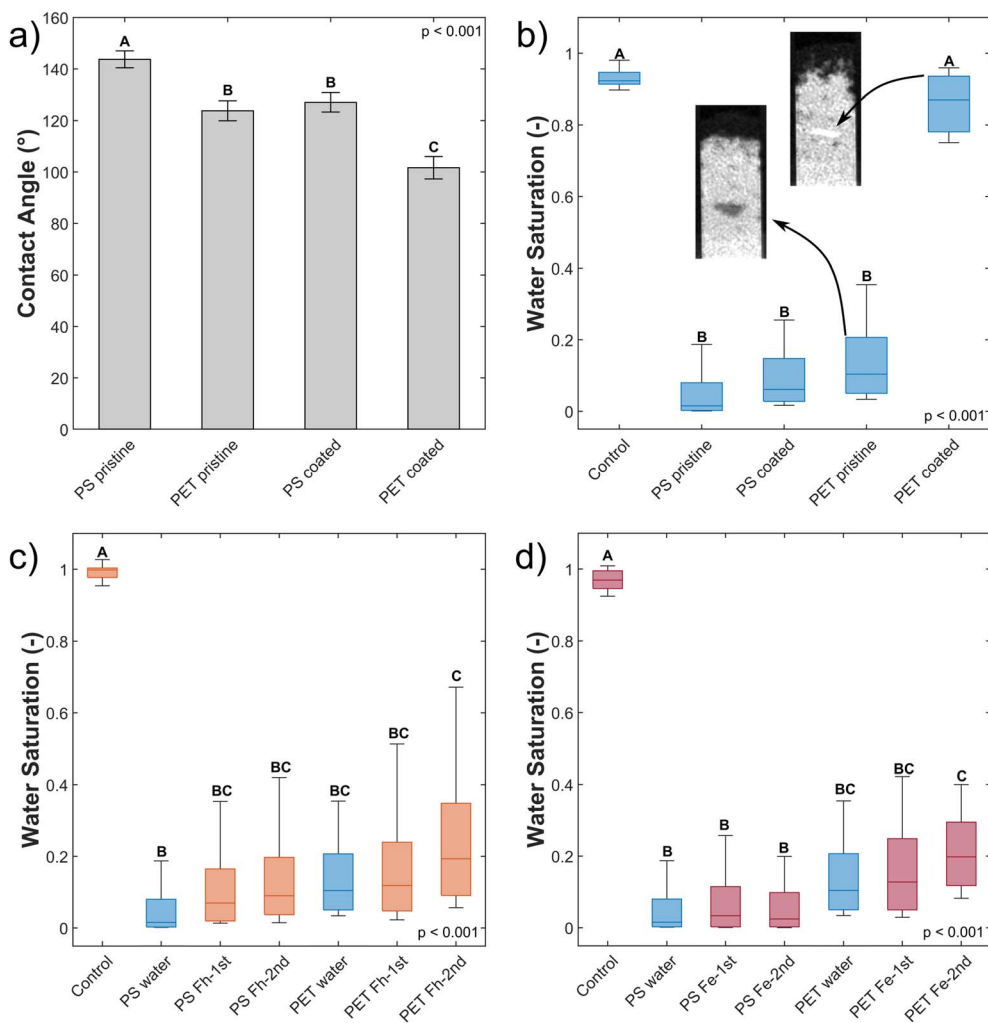 a)
160
140
120
100
80
60
40
20
0
Contact Angle (°)
p < 0.001
A
B
B
C
PS pristine
PET pristine
PS coated
PET coated
b)
1
0.8
0.6
0.4
0.2
0
Water Saturation (-)
A
B
B
B
A
p < 0.001
Control
PS pristine
PS coated
PET pristine
PET coated
c)
1
0.8
0.6
0.4
0.2
0
Water Saturation (-)
A
B
BC
BC
BC
BC
C
p < 0.001
Control
PS water
PS Fh-1st
PS Fh-2nd
PET water
PET Fh-1st
PET Fh-2nd
d)
1
0.8
0.6
0.4
0.2
0
Water Saturation (-)
A
B
B
B
BC
BC
C
p < 0.001
Control
PS water
PS Fe-1st
PS Fe-2nd
PET water
PET Fe-1st
PET Fe-2nd